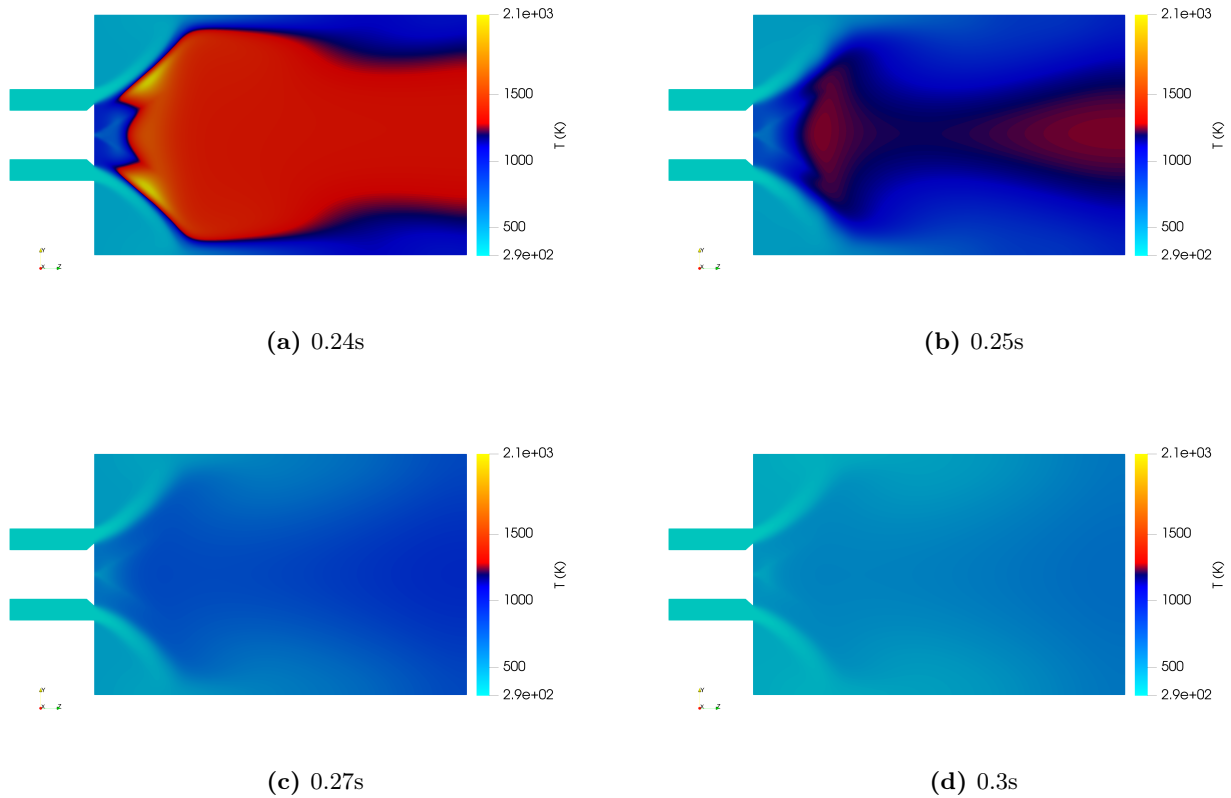 2.1e+03
1500
1000
500
2.9e+02
T (K)
Y
X
Z
(a) 0.24s
2.1e+03
1500
1000
500
2.9e+02
T (K)
Y
X
Z
(b) 0.25s
2.1e+03
1500
1000
500
2.9e+02
T (K)
Y
X
Z
(c) 0.27s
2.1e+03
1500
1000
500
2.9e+02
T (K)
Y
X
Z
(d) 0.3s